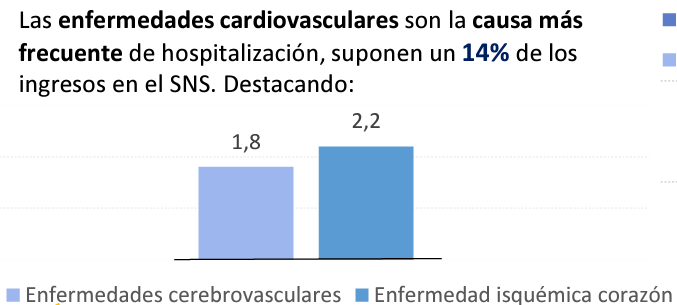 Las enfermedades cardiovasculares son la causa más
frecuente de hospitalización, suponen un 14% de los
ingresos en el SNS. Destacando:
2,2
1,8
Enfermedades cerebrovasculares
Enfermedad isquémica corazón